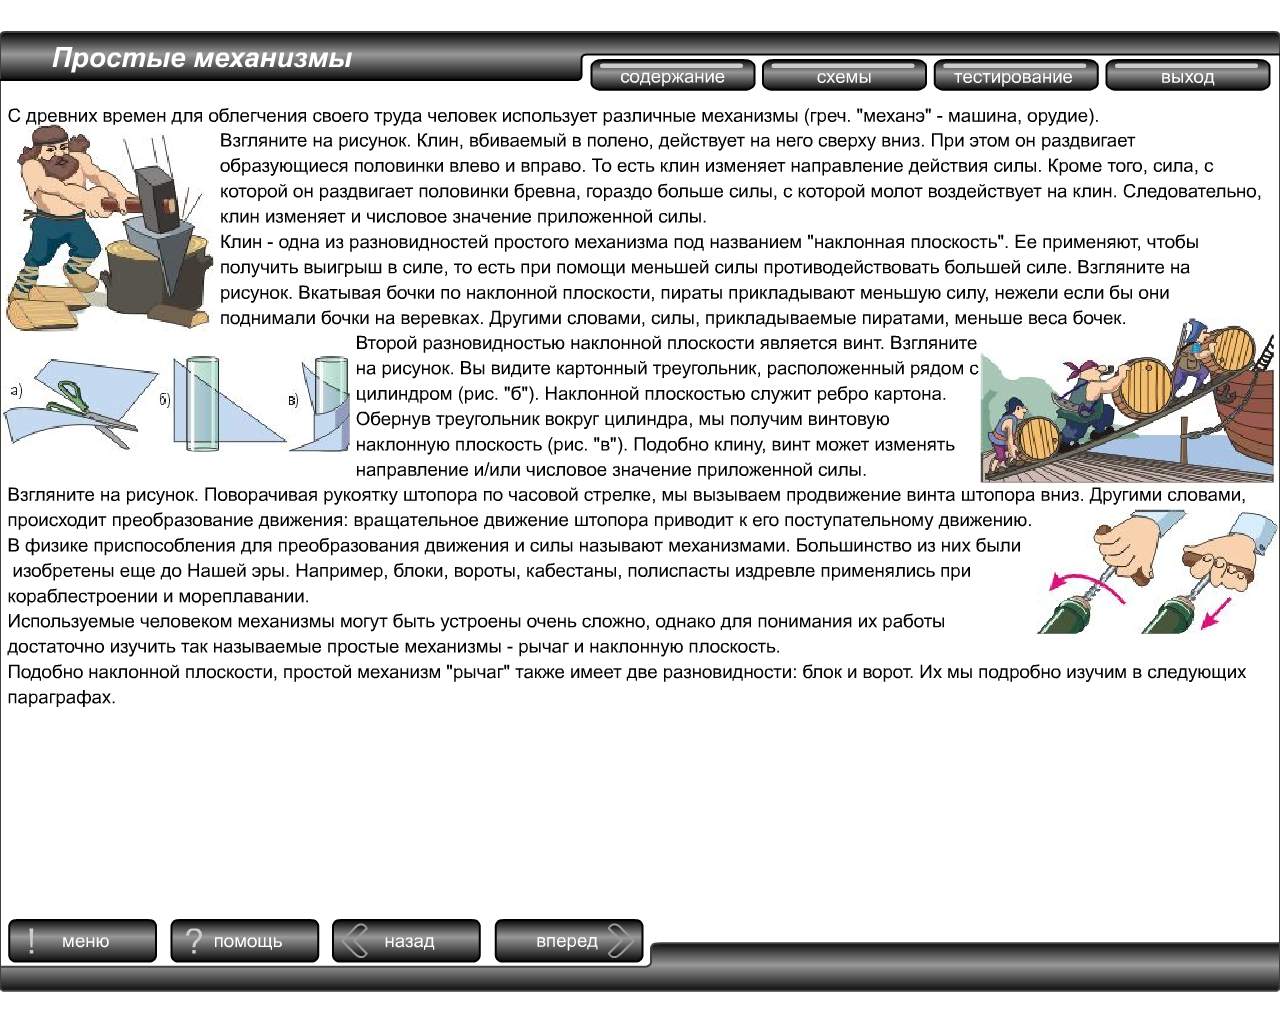 Простые механизмы
содержание
схемы
тестирование
выход
С древних времен для облегчения своего труда человек использует различные механизмы (греч. "механэ" - машина, орудие).
Взгляните на рисунок. Клин, вбиваемый в полено, действует на него сверху вниз. При этом он раздвигает
образующиеся половинки влево и вправо. То есть клин изменяет направление действия силы. Кроме того, сила, с
которой он раздвигает половинки бревна, гораздо больше силы, с которой молот воздействует на клин. Следовательно,
клин изменяет и числовое значение приложенной силы.
Клин - одна из разновидностей простого механизма под названием "наклонная плоскость". Ее применяют, чтобы
получить выигрыш в силе, то есть при помощи меньшей силы противодействовать большей силе. Взгляните на
рисунок. Вкатывая бочки по наклонной плоскости, пираты прикладывают меньшую силу, нежели если бы они
поднимали бочки на веревках. Другими словами, силы, прикладываемые пиратами, меньше веса бочек.
Второй разновидностью наклонной плоскости является винт. Взгляните
на рисунок. Вы видите картонный треугольник, расположенный рядом с
цилиндром (рис. "б"). Наклонной плоскостью служит ребро картона.
Обернув треугольник вокруг цилиндра, мы получим винтовую
наклонную плоскость (рис. "в"). Подобно клину, винт может изменять
направление и/или числовое значение приложенной силы.
а)
б)
в)
Взгляните на рисунок. Поворачивая рукоятку штопора по часовой стрелке, мы вызываем продвижение винта штопора вниз. Другими словами,
происходит преобразование движения: вращательное движение штопора приводит к его поступательному движению.
В физике приспособления для преобразования движения и силы называют механизмами. Большинство из них были
изобретены еще до Нашей эры. Например, блоки, вороты, кабестаны, полиспасты издревле применялись при
кораблестроении и мореплавании.
Используемые человеком механизмы могут быть устроены очень сложно, однако для понимания их работы
достаточно изучить так называемые простые механизмы - рычаг и наклонную плоскость.
Подобно наклонной плоскости, простой механизм "рычаг" также имеет две разновидности: блок и ворот. Их мы подробно изучим в следующих
параграфах.
! меню
? помощь
назад
вперед